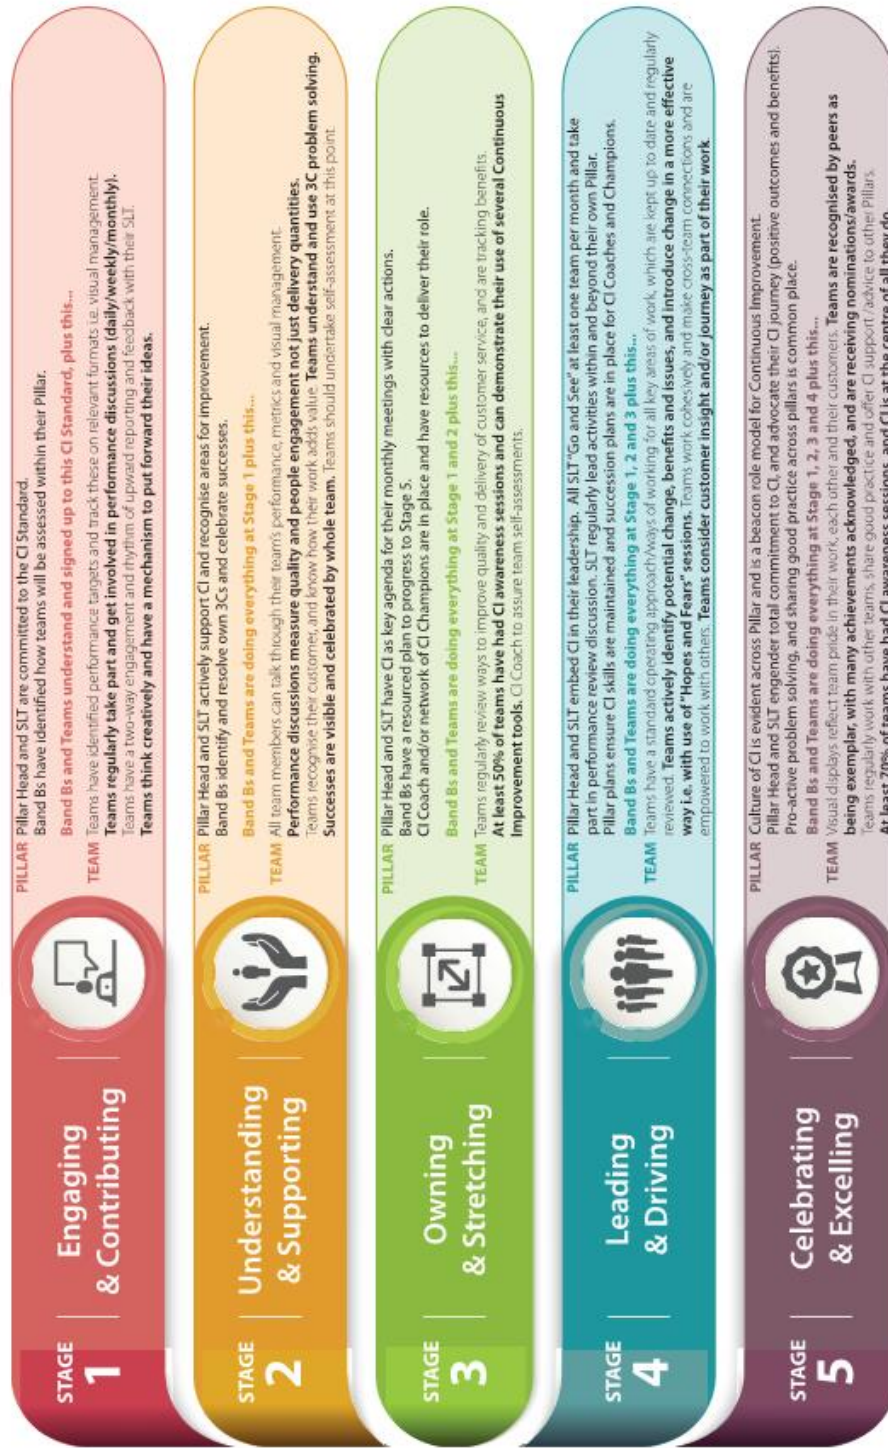 STAGE
1
Engaging
& Contributing
PILLAR Pillar Head and SLT are committed to the CI Standard.
Band Bs have identified how teams will be assessed within their Pillar.
Band Bs and Teams understand and signed up to this CI Standard, plus this...
TEAM Teams have identified performance targets and track these on relevant formats i.e. visual management.
Teams regularly take part and get involved in performance discussions (daily/weekly/monthly).
Teams have a two-way engagement and rhythm of upward reporting and feedback with their SLT.
Teams think creatively and have a mechanism to put forward their ideas.
STAGE
2
Understanding
& Supporting
PILLAR Pillar Head and SLT actively support CI and recognise areas for improvement.
Band Bs identify and resolve own 3Cs and celebrate successes.
Band Bs and Teams are doing everything at Stage 1 plus this...
TEAM All team members can talk through their team's performance, metrics and visual management.
Performance discussions measure quality and people engagement not just delivery quantities.
Teams recognise their customer, and know how their work adds value. Teams understand and use 3C problem solving.
Successes are visible and celebrated by whole team. Teams should undertake self-assessment at this point.
STAGE
3
Owning
& Stretching
PILLAR Pillar Head and SLT have CI as key agenda for their monthly meetings with clear actions.
Band Bs have a resourced plan to progress to Stage 5.
CI Coach and/or network of CI Champions are in place and have resources to deliver their role.
Band Bs and Teams are doing everything at Stage 1 and 2 plus this...
TEAM Teams regularly review ways to improve quality and delivery of customer service, and are tracking benefits.
At least 50% of teams have had CI awareness sessions and can demonstrate their use of several Continuous
Improvement tools. CI Coach to assure team self-assessments.
STAGE
4
Leading
& Driving
PILLAR Pillar Head and SLT embed CI in their leadership. All SLT "Go and See" at least one team per month and take
part in performance review discussion. SLT regularly lead activities within and beyond their own Pillar.
Pillar plans ensure CI skills are maintained and succession plans are in place for CI Coaches and Champions.
Band Bs and Teams are doing everything at Stage 1, 2 and 3 plus this...
TEAM Teams have a standard operating approach/ways of working for all key areas of work, which are kept up to date and regularly
reviewed. Teams actively identify potential change, benefits and issues, and introduce change in a more effective
way i.e. with use of "Hopes and Fears" sessions. Teams work cohesively and make cross-team connections and are
empowered to work with others. Teams consider customer insight and/or journey as part of their work.
STAGE
5
Celebrating
& Excelling
PILLAR Culture of CI is evident across Pillar and is a beacon role model for Continuous Improvement.
Pillar Head and SLT engender total commitment to CI, and advocate their CI journey (positive outcomes and benefits).
Pro-active problem solving, and sharing good practice across pillars is common place.
Band Bs and Teams are doing everything at Stage 1, 2, 3 and 4 plus this...
TEAM Visual displays reflect team pride in their work, each other and their customers. Teams are recognised by peers as
being exemplar, with many achievements acknowledged, and are receiving nominations/awards.
Teams regularly work with other teams, share good practice and offer CI support/advice to other Pillars.
At least 70% of teams have had CI awareness sessions, and CI is at the centre of all they do.